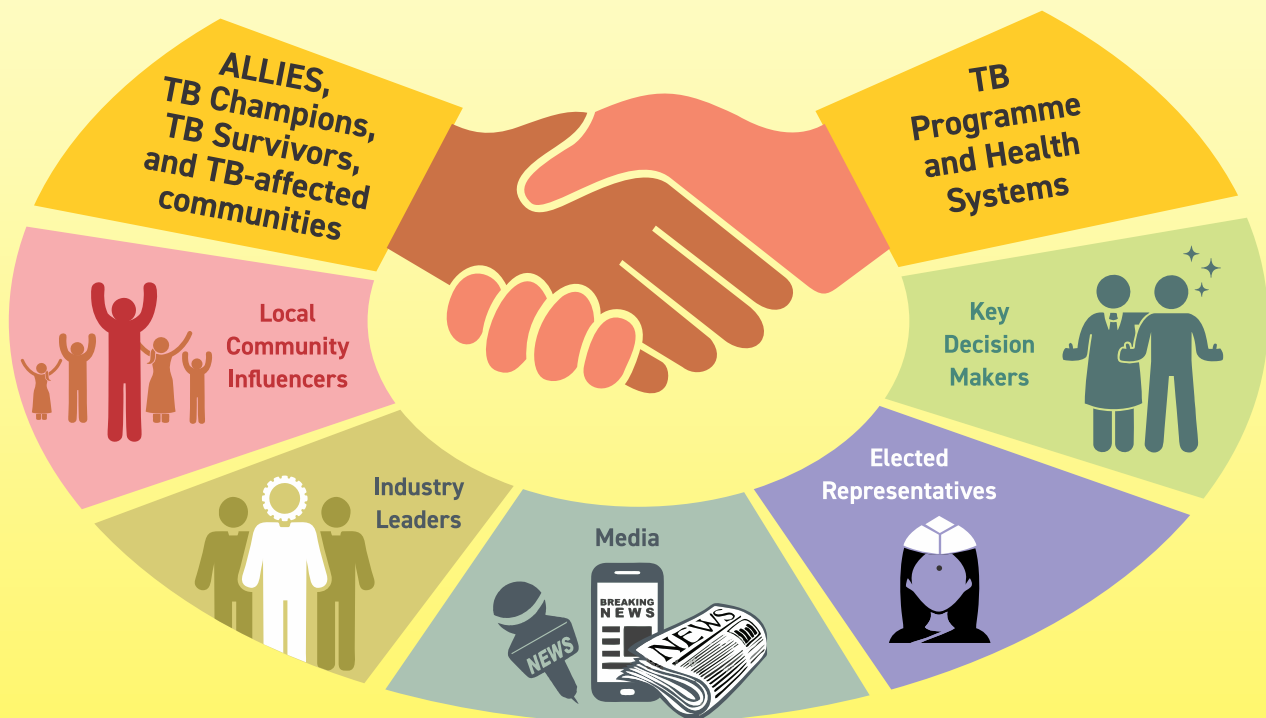 ALLIES,
TB Champions,
TB Survivors,
and TB-affected
communities
TB
Programme
and Health
Systems
Local
Community
Influencers
Key
Decision
Makers
Industry
Leaders
Elected
Representatives
Media
BREAKING
NEWS
NEWS
NEWS